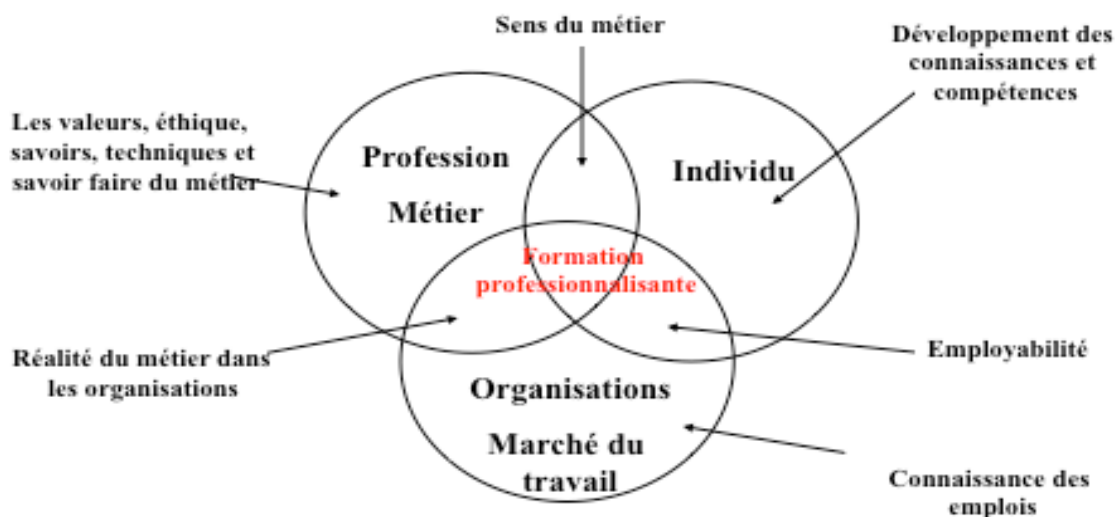 Sens du métier
Développement des
connaissances et
compétences
Les valeurs, éthique,
savoirs, techniques et
savoir faire du métier
Profession
Métier
Individu
Formation
professionnalisante
Réalité du métier dans
les organisations
Employabilité
Organisations
Marché du
travail
Connaissance des
emplois